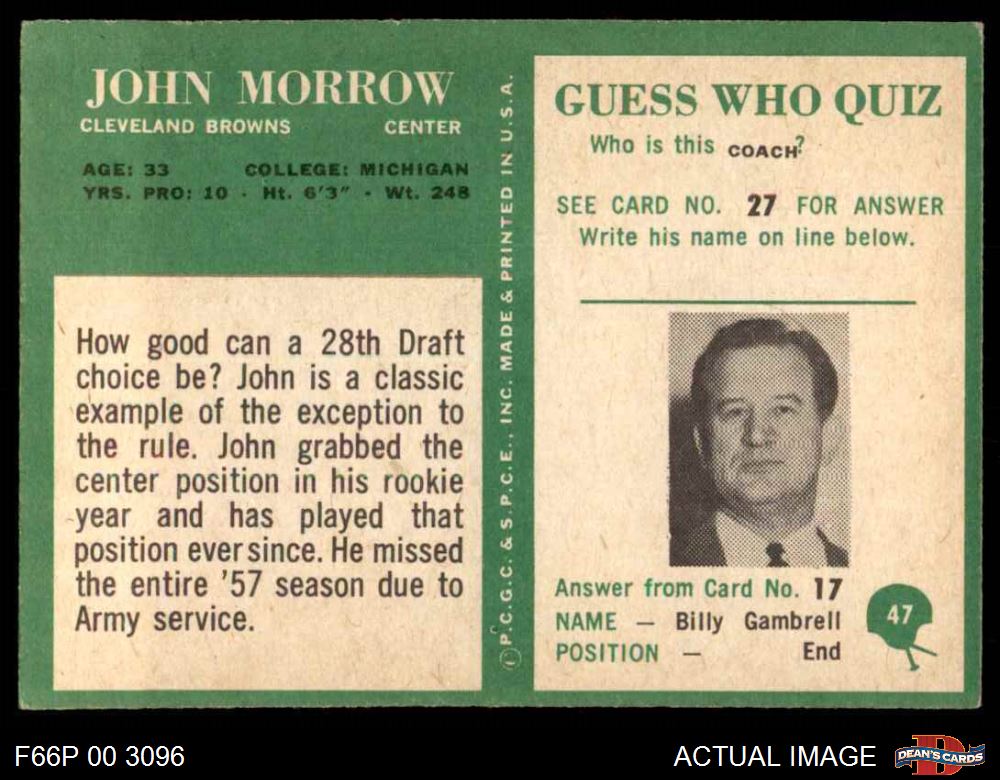 JOHN MORROW
CLEVELAND BROWNS CENTER
AGE: 33 COLLEGE: MICHIGAN
YRS. PRO: 10 - Ht. 6'3" - Wt. 248
How good can a 28th Draft
choice be? John is a classic
example of the exception to
the rule. John grabbed the
center position in his rookie
year and has played that
position ever since. He missed
the entire '57 season due to
Army service.
©P.C.G.C. & S.P.C.E., INC. MADE & PRINTED IN U.S.A.
GUESS WHO QUIZ
Who is this COACH?
SEE CARD NO. 27 FOR ANSWER
Write his name on line below.
Answer from Card No. 17
NAME — Billy Gambrell
POSITION — End
47
F66P 00 3096
ACTUAL IMAGE
D
DEAN'S CARDS